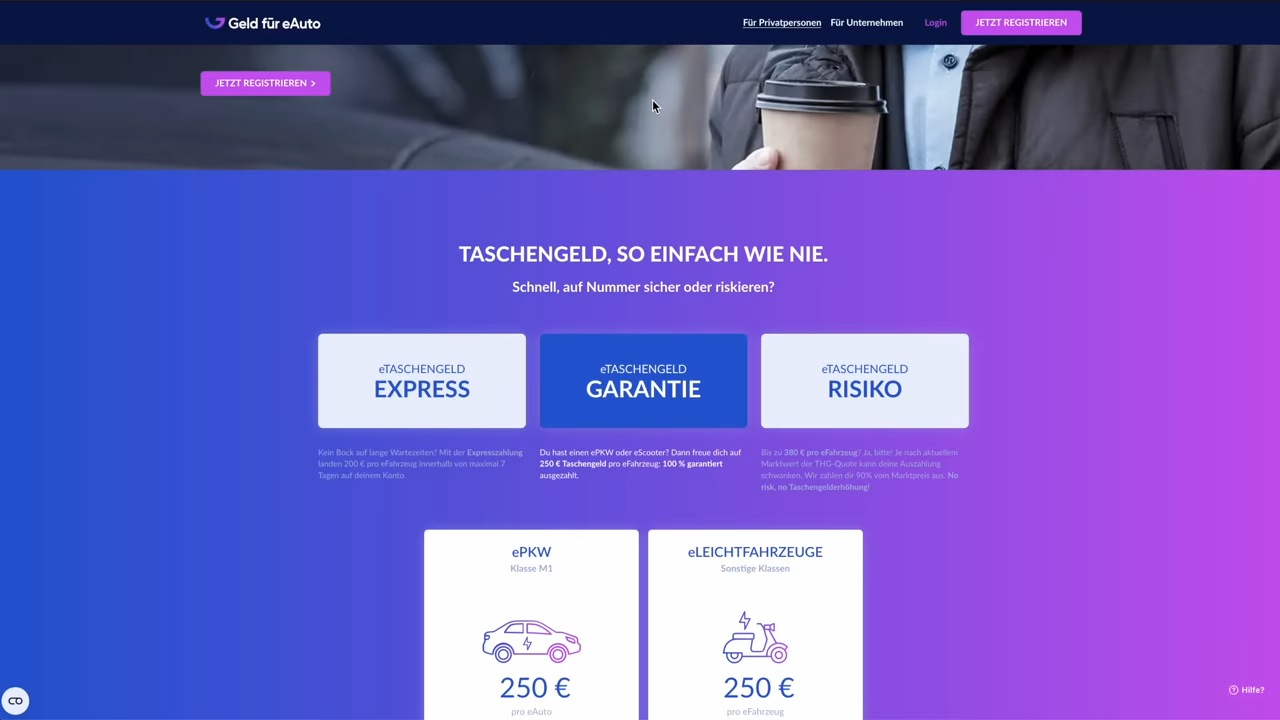 Geld für eAuto
Für Privatpersonen
Für Unternehmen
Login
JETZT REGISTRIEREN
JETZT REGISTRIEREN >
TASCHENGELD, SO EINFACH WIE NIE.
Schnell, auf Nummer sicher oder riskieren?
eTASCHENGELD
EXPRESS
Kein Bock auf lange Wartezeiten? Mit der Expresszahlung
landen 200 € pro eFahrzeug innerhalb von maximal 7
Tagen auf deinem Konto.
eTASCHENGELD
GARANTIE
Du hast einen ePKW oder eScooter? Dann freue dich auf
250 € Taschengeld pro eFahrzeug: 100 % garantiert
ausgezahlt.
eTASCHENGELD
RISIKO
Bis zu 380 € pro eFahrzeug? Ja, bitte! Je nach aktuellem
Marktwert der THG-Quote kann deine Auszahlung
schwanken. Wir zahlen dir 90% vom Marktpreis aus. No
risk, no Taschengelderhöhung!
ePKW
Klasse M1
250 €
pro eAuto
eLEICHTFAHRZEUGE
Sonstige Klassen
250 €
pro eFahrzeug
Hilfe?